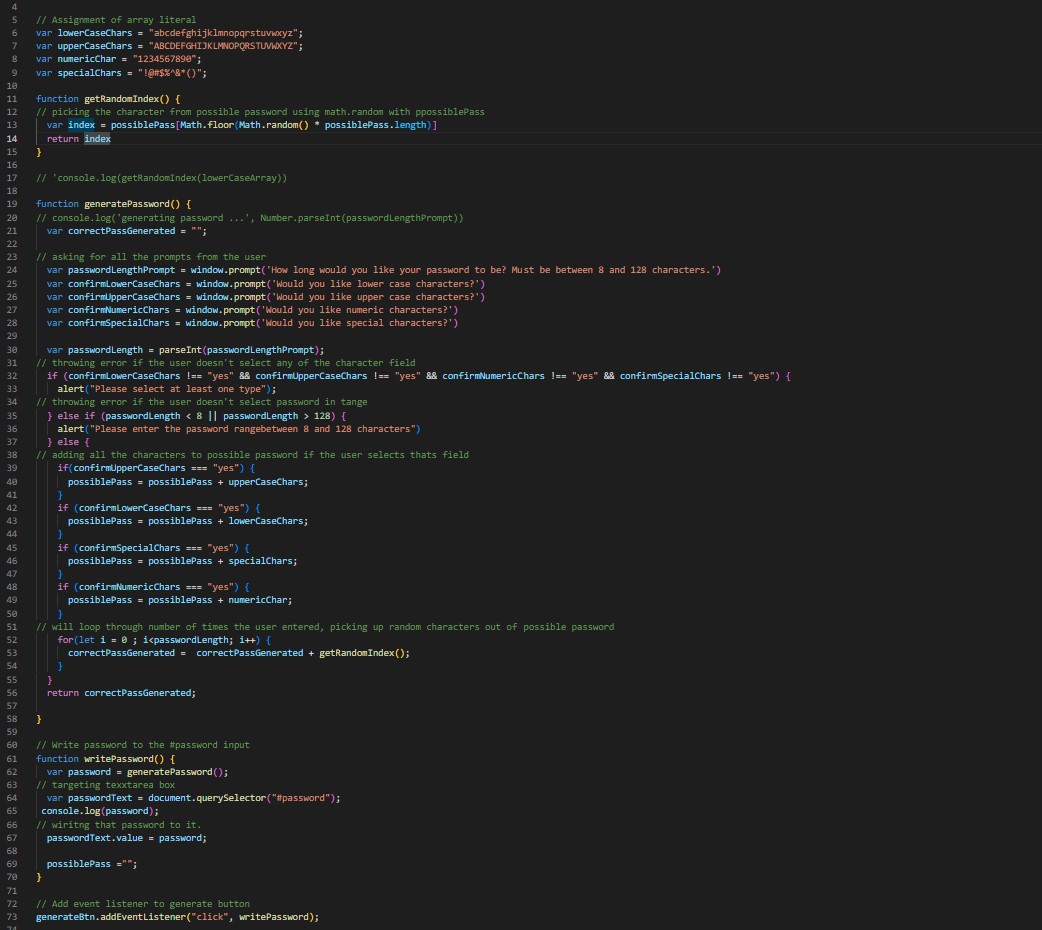 4
5 // Assignment of array literal
6 var lowerCaseChars = "abcdefghijklmnopqrstuvwxyz";
7 var upperCaseChars = "ABCDEFGHIJKLMNOPQRSTUVWXYZ";
8 var numericChar = "1234567890";
9 var specialChars = "!@#$%^&*()";
10
11 function getRandomIndex() {
12 // picking the character from possible password using math.random with ppossiblePass
13 var index = possiblePass[Math.floor(Math.random() * possiblePass.length)]
14 return index
15 }
16
17 // 'console.log(getRandomIndex(lowerCaseArray))
18
19 function generatePassword() {
20 // console.log('generating password ...', Number.parseInt(passwordLengthPrompt))
21 var correctPassGenerated = "";
22
23 // asking for all the prompts from the user
24 var passwordLengthPrompt = window.prompt('How long would you like your password to be? Must be between 8 and 128 characters.')
25 var confirmLowerCaseChars = window.prompt('Would you like lower case characters?')
26 var confirmUpperCaseChars = window.prompt('Would you like upper case characters?')
27 var confirmNumericChars = window.prompt('Would you like numeric characters?')
28 var confirmSpecialChars = window.prompt('Would you like special characters?')
29
30 var passwordLength = parseInt(passwordLengthPrompt);
31 // throwing error if the user doesn't select any of the character field
32 if (confirmLowerCaseChars !== "yes" && confirmUpperCaseChars !== "yes" && confirmNumericChars !== "yes" && confirmSpecialChars !== "yes") {
33 alert("Please select at least one type");
34 // throwing error if the user doesn't select password in tange
35 } else if (passwordLength < 8 || passwordLength > 128) {
36 alert("Please enter the password rangebetween 8 and 128 characters")
37 } else {
38 // adding all the characters to possible password if the user selects thats field
39 if(confirmUpperCaseChars === "yes") {
40 possiblePass = possiblePass + upperCaseChars;
41 }
42 if (confirmLowerCaseChars === "yes") {
43 possiblePass = possiblePass + lowerCaseChars;
44 }
45 if (confirmSpecialChars === "yes") {
46 possiblePass = possiblePass + specialChars;
47 }
48 if (confirmNumericChars === "yes") {
49 possiblePass = possiblePass + numericChar;
50 }
51 // will loop through number of times the user entered, picking up random characters out of possible password
52 for(let i = 0 ; i<passwordLength; i++) {
53 correctPassGenerated =  correctPassGenerated + getRandomIndex();
54 }
55 }
56 return correctPassGenerated;
57
58 }
59
60 // Write password to the #password input
61 function writePassword() {
62 var password = generatePassword();
63 // targeting texxtarea box
64 var passwordText = document.querySelector("#password");
65 console.log(password);
66 // wiritng that password to it.
67 passwordText.value = password;
68
69 possiblePass ="";
70 }
71
72 // Add event listener to generate button
73 generateBtn.addEventListener("click", writePassword);